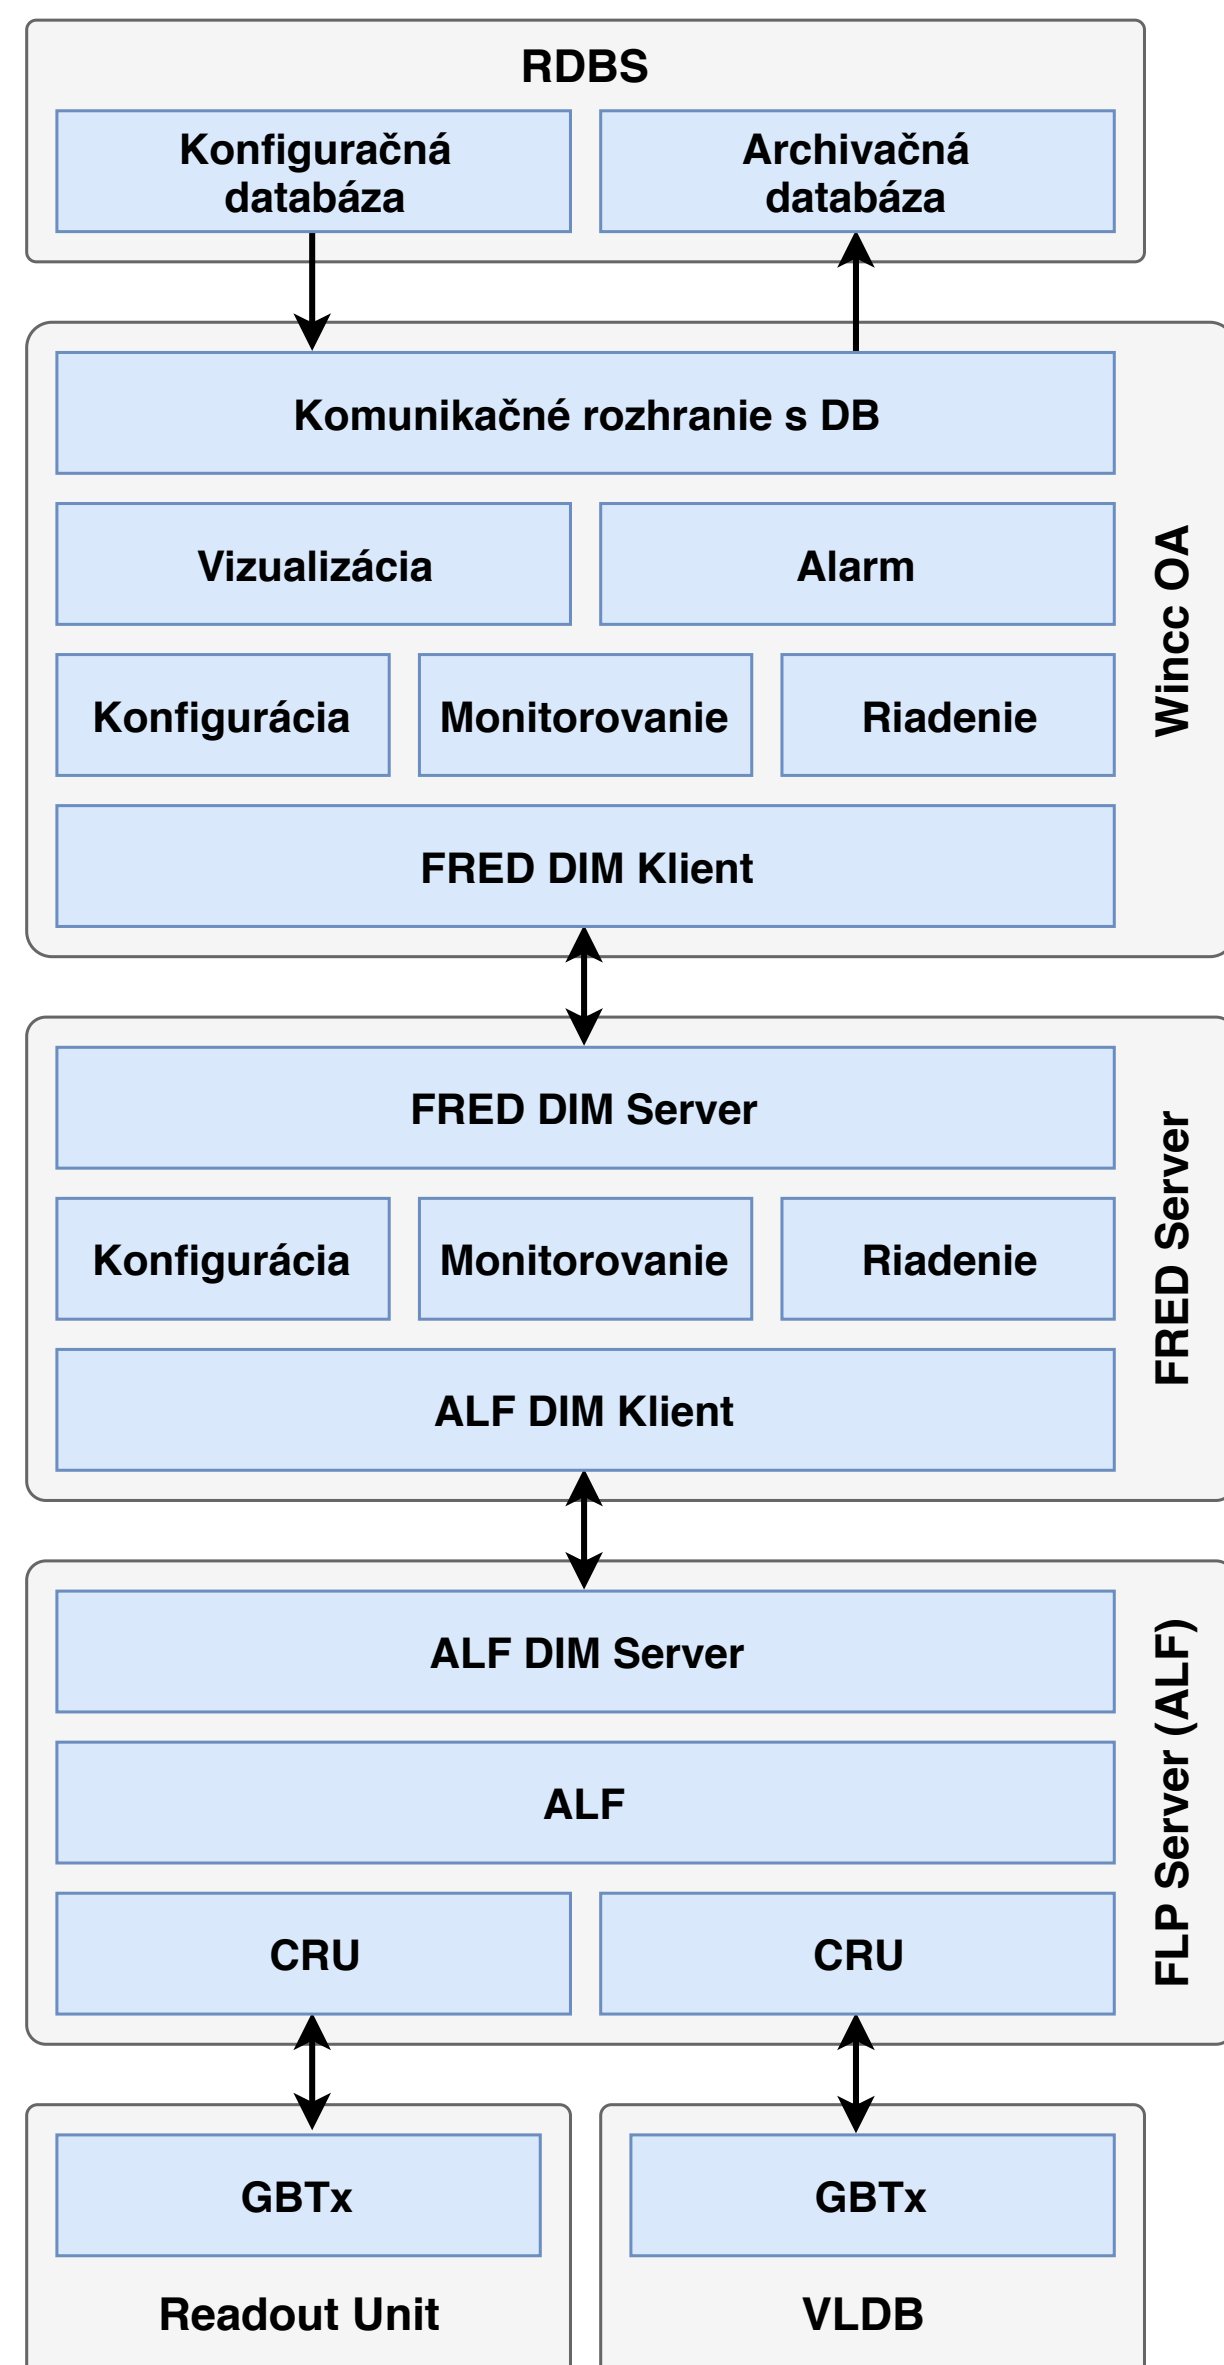 RDBS
Konfiguračná
databáza
Archivačná
databáza
Komunikačné rozhranie s DB
Vizualizácia
Alarm
Wincc OA
Konfigurácia
Monitorovanie
Riadenie
FRED DIM Klient
FRED DIM Server
FRED Server
Konfigurácia
Monitorovanie
Riadenie
ALF DIM Klient
ALF DIM Server
FLP Server (ALF)
ALF
CRU
CRU
GBTx
GBTx
Readout Unit
VLDB